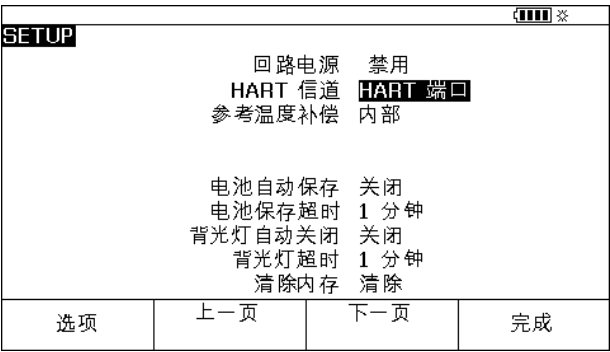 SETUP
回路电源 禁用
HART 信道 HART 端口
参考温度补偿 内部
电池自动保存 关闭
电池保存超时 1 分钟
背光灯自动关闭 关闭
背光灯超时 1 分钟
清除内存 清除
选项 上一页 下一页 完成